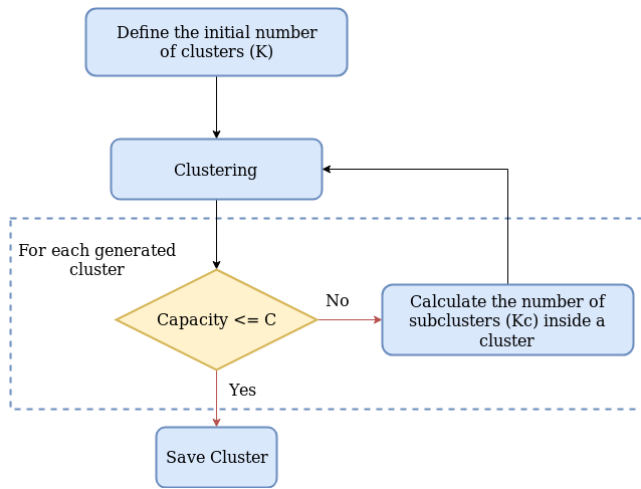 Define the initial number
of clusters (K)
Clustering
For each generated
cluster
Capacity <= C
No
Calculate the number of
subclusters (Kc) inside a
cluster
Yes
Save Cluster